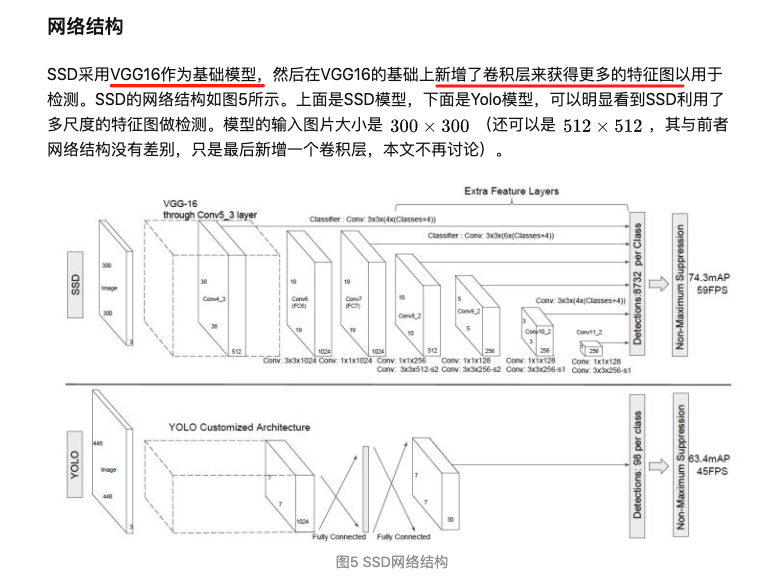 网络结构
SSD采用VGG16作为基础模型，然后在VGG16的基础上新增了卷积层来获得更多的特征图以用于
检测。SSD的网络结构如图5所示。上面是SSD模型，下面是Yolo模型，可以明显看到SSD利用了
多尺度的特征图做检测。模型的输入图片大小是 300 × 300 （还可以是 512 × 512 ，其与前者
网络结构没有差别，只是最后新增一个卷积层，本文不再讨论）。
Extra Feature Layers
VGG-16
through Conv5_3 layer
Classifier : Conv: 3x3x(4x(Classes+4))
Classifier : Conv: 3x3x(6x(Classes+4))
Conv: 3x3x(4x(Classes+4))
SSD
300
Image
300
3
38
Conv4_3
38
512
19
Conv6
(FC6)
19
1024
19
Conv7
(FC7)
19
1024
10
Conv8_2
10
512
5
Conv9_2
5
256
3
Conv10_2
3
256
Conv11_2
1
256
Conv: 3x3x1024
Conv: 1x1x1024
Conv: 1x1x256
Conv: 3x3x512-s2
Conv: 1x1x128
Conv: 3x3x256-s2
Conv: 1x1x128
Conv: 3x3x256-s1
Conv: 1x1x128
Conv: 3x3x256-s1
Detections:8732 per Class
Non-Maximum Suppression
74.3mAP
59FPS
YOLO
448
Image
448
3
YOLO Customized Architecture
7
7
1024
Fully Connected
Fully Connected
7
7
30
Detections: 98 per class
Non-Maximum Suppression
63.4mAP
45FPS
图5 SSD网络结构